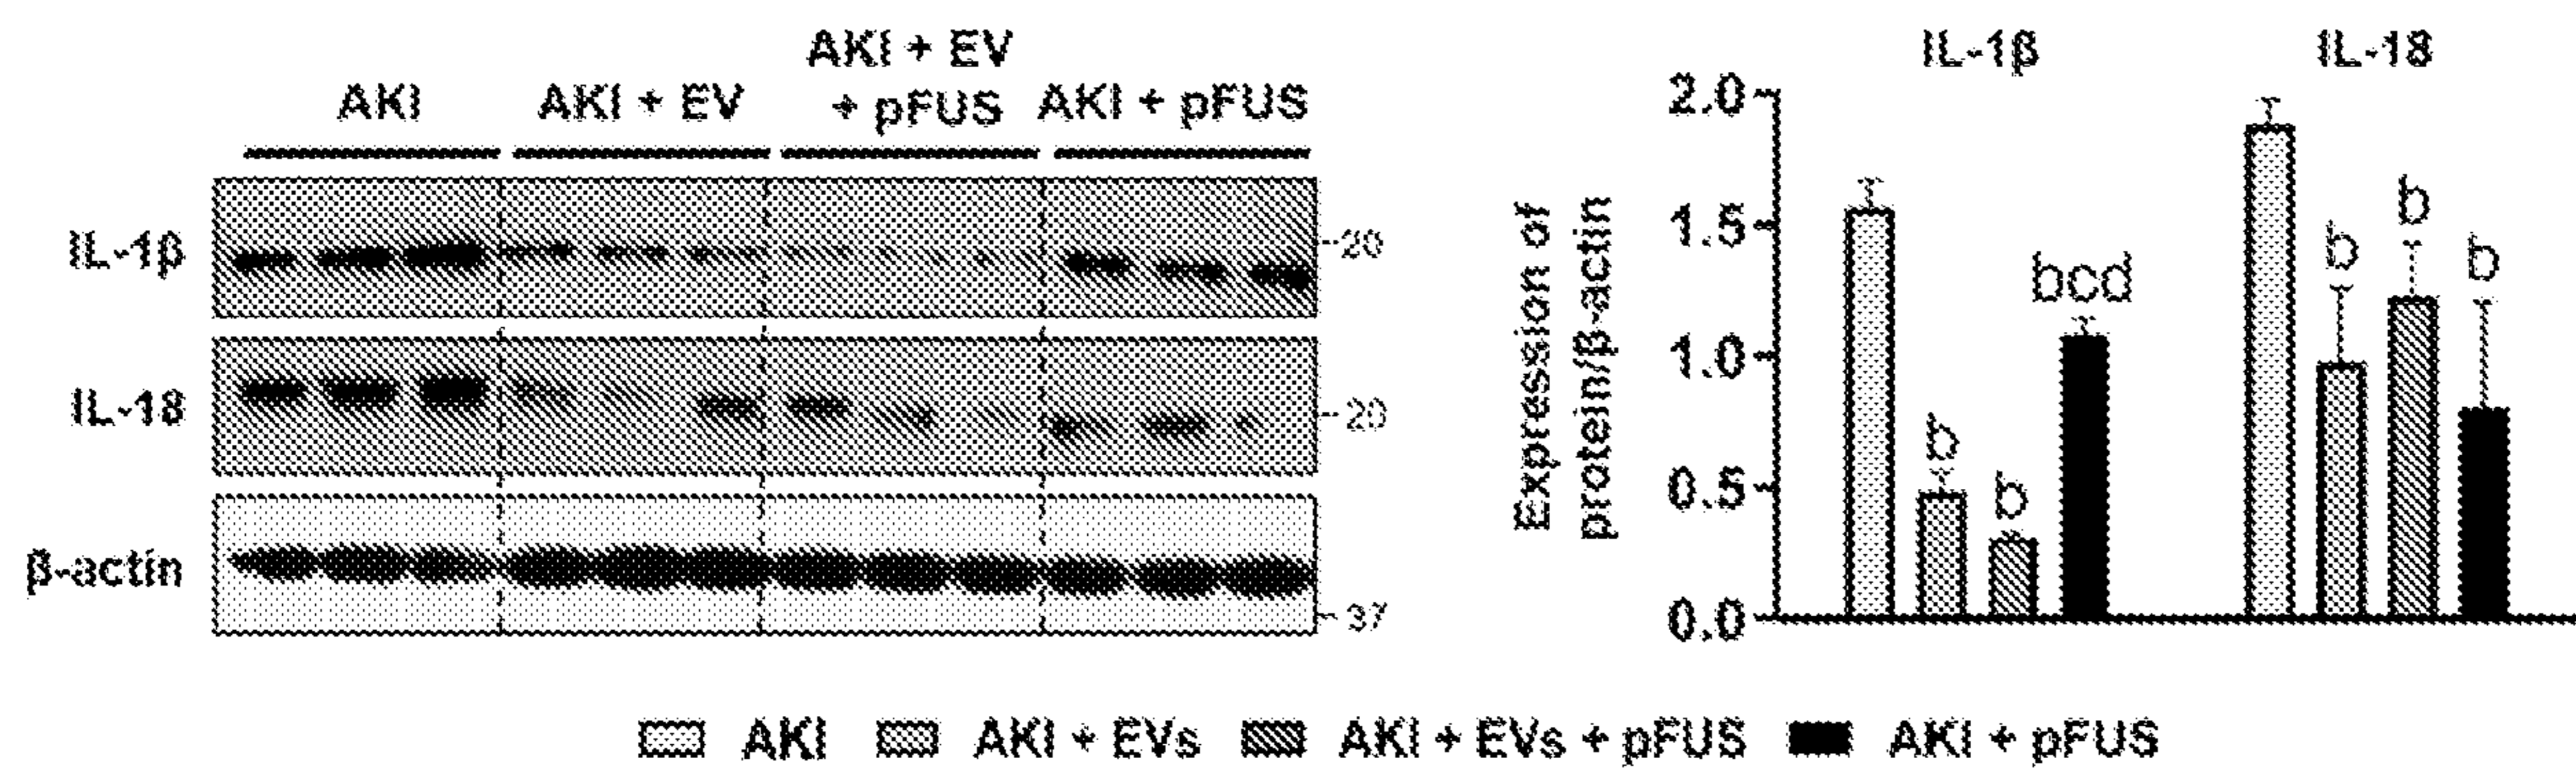 AKI
AKI + EV
AKI + EV
+ pFUS
AKI + pFUS
IL-1β
-20
IL-18
-20
β-actin
-37
IL-1β
IL-18
Expression of
protein/β-actin
2.0
1.5
1.0
0.5
0.0
b
b
bcd
b
b
b
AKI
AKI + EVs
AKI + EVs + pFUS
AKI + pFUS